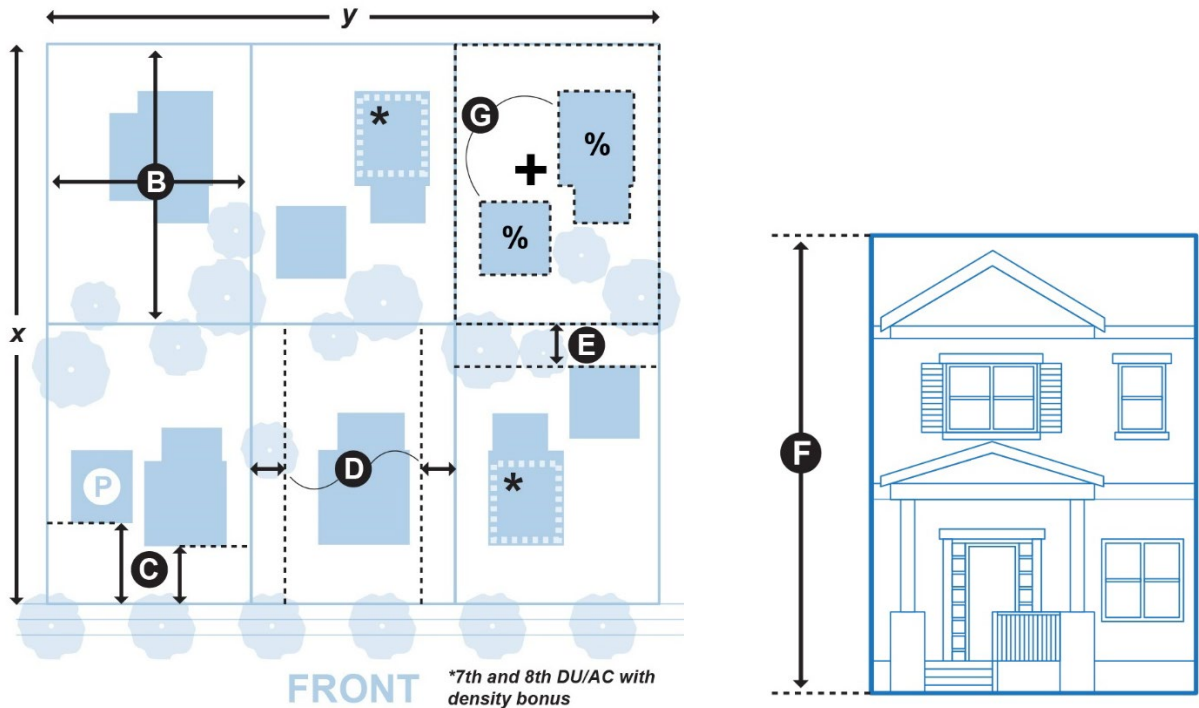 y
x
B
*
G
%
+
%
E
F
D
P
*
C
FRONT
*7th and 8th DU/AC with
density bonus